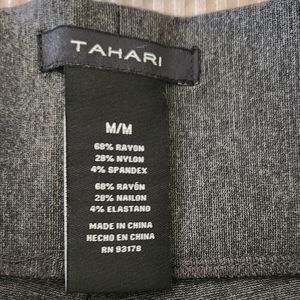 TAHARI
M/M
68% RAYON
28% NYLON
4% SPANDEX
68% RAYÓN
28% NAILON
4% ELASTANO
MADE IN CHINA
HECHO EN CHINA
RN 93178